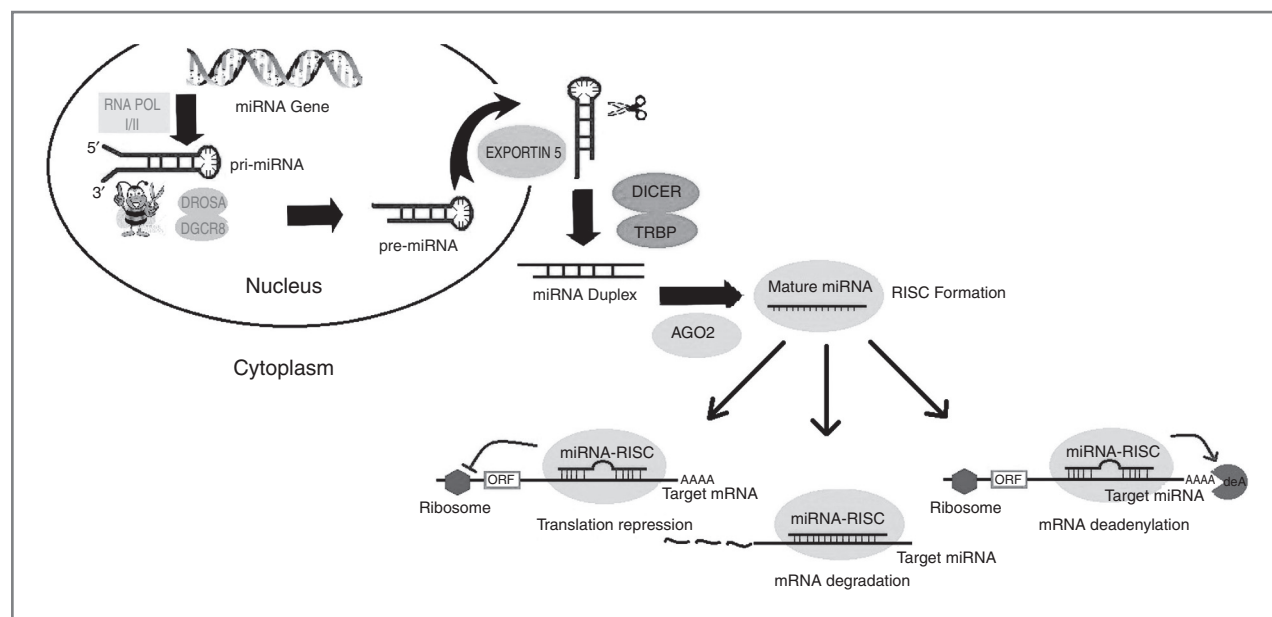 miRNA Gene
RNA POL
I/II
5′
pri-miRNA
3′
DROSA
DGCR8
pre-miRNA
EXPORTIN 5
DICER
TRBP
Nucleus
miRNA Duplex
Mature miRNA
RISC Formation
AGO2
Cytoplasm
miRNA-RISC
ORF
AAAA
Target mRNA
Ribosome
Translation repression
miRNA-RISC
Target miRNA
mRNA degradation
miRNA-RISC
ORF
AAAA
deA
Target miRNA
Ribosome
mRNA deadenylation